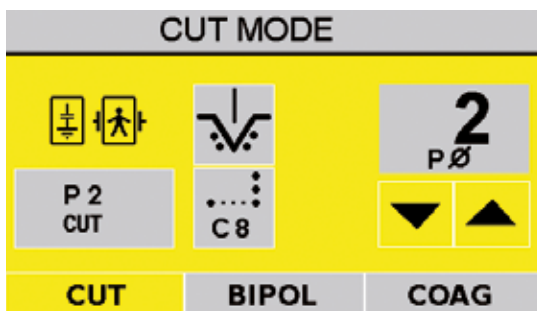 CUT MODE
2
PØ
P 2
CUT
C 8
CUT BIPOL COAG